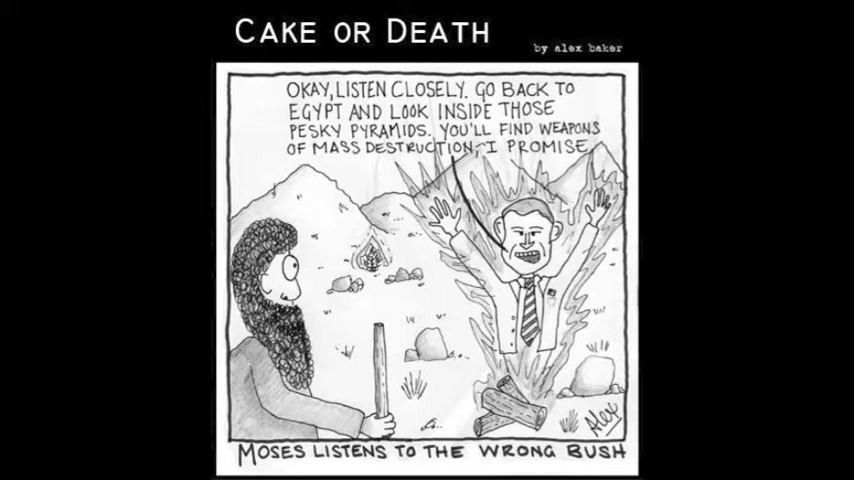 CAKE OR DEATH
by alex baker
OKAY, LISTEN CLOSELY. GO BACK TO
EGYPT AND LOOK INSIDE THOSE
PESKY PYRAMIDS. YOU'LL FIND WEAPONS
OF MASS DESTRUCTION, I PROMISE.
Alex
MOSES LISTENS TO THE WRONG BUSH